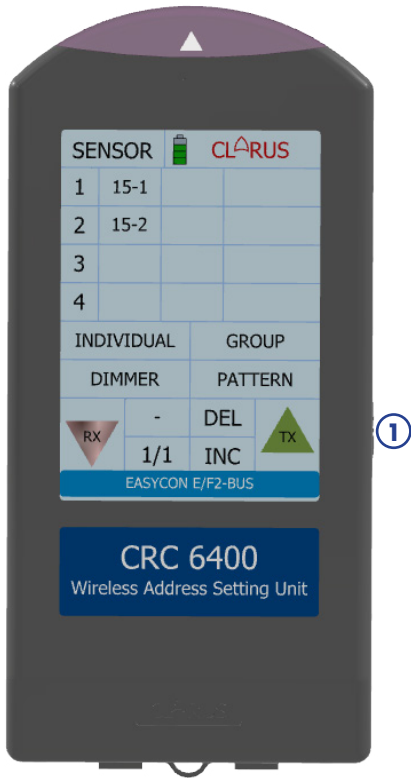 SENSOR CLARUS
1 15-1
2 15-2
3
4
INDIVIDUAL GROUP
DIMMER PATTERN
RX - DEL TX
1/1 INC
EASYCON E/F2-BUS
CRC 6400
Wireless Address Setting Unit
1
CLARUS